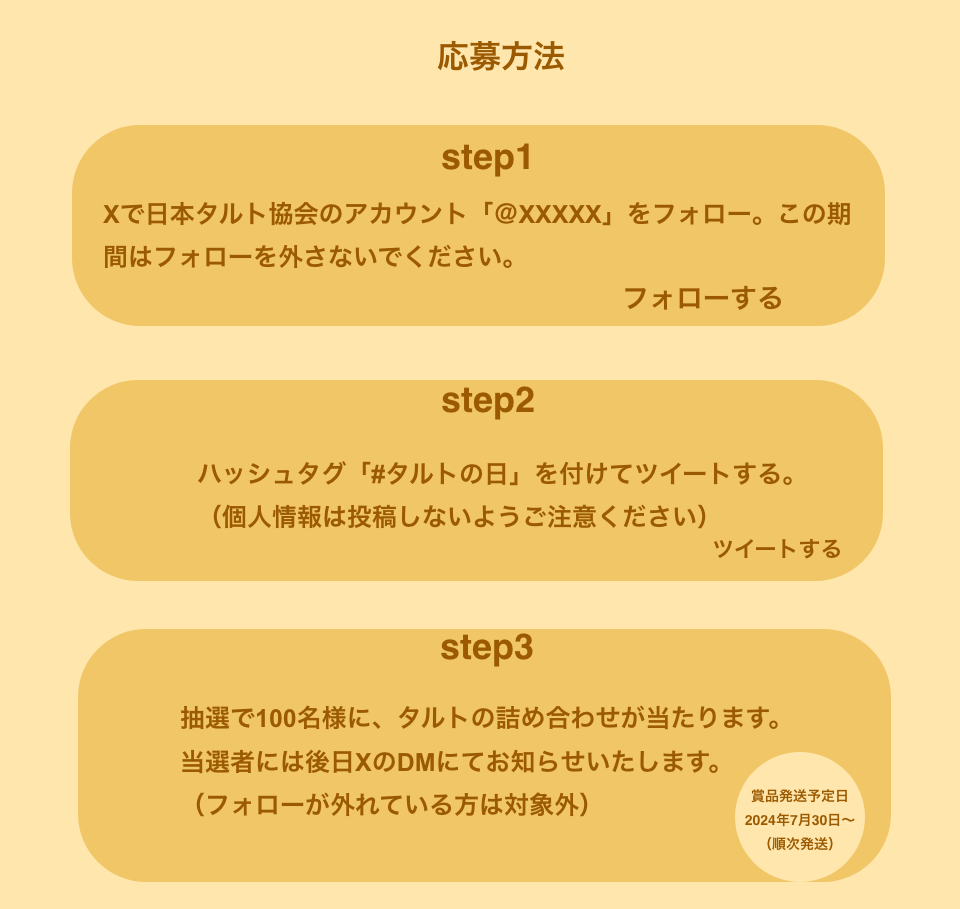 応募方法
step1
Xで日本タルト協会のアカウント「@XXXXX」をフォロー。この期
間はフォローを外さないでください。
フォローする
step2
ハッシュタグ「#タルトの日」を付けてツイートする。
（個人情報は投稿しないようご注意ください）
ツイートする
step3
抽選で100名様に、タルトの詰め合わせが当たります。
当選者には後日XのDMにてお知らせいたします。
（フォローが外れている方は対象外）
賞品発送予定日
2024年7月30日〜
（順次発送）